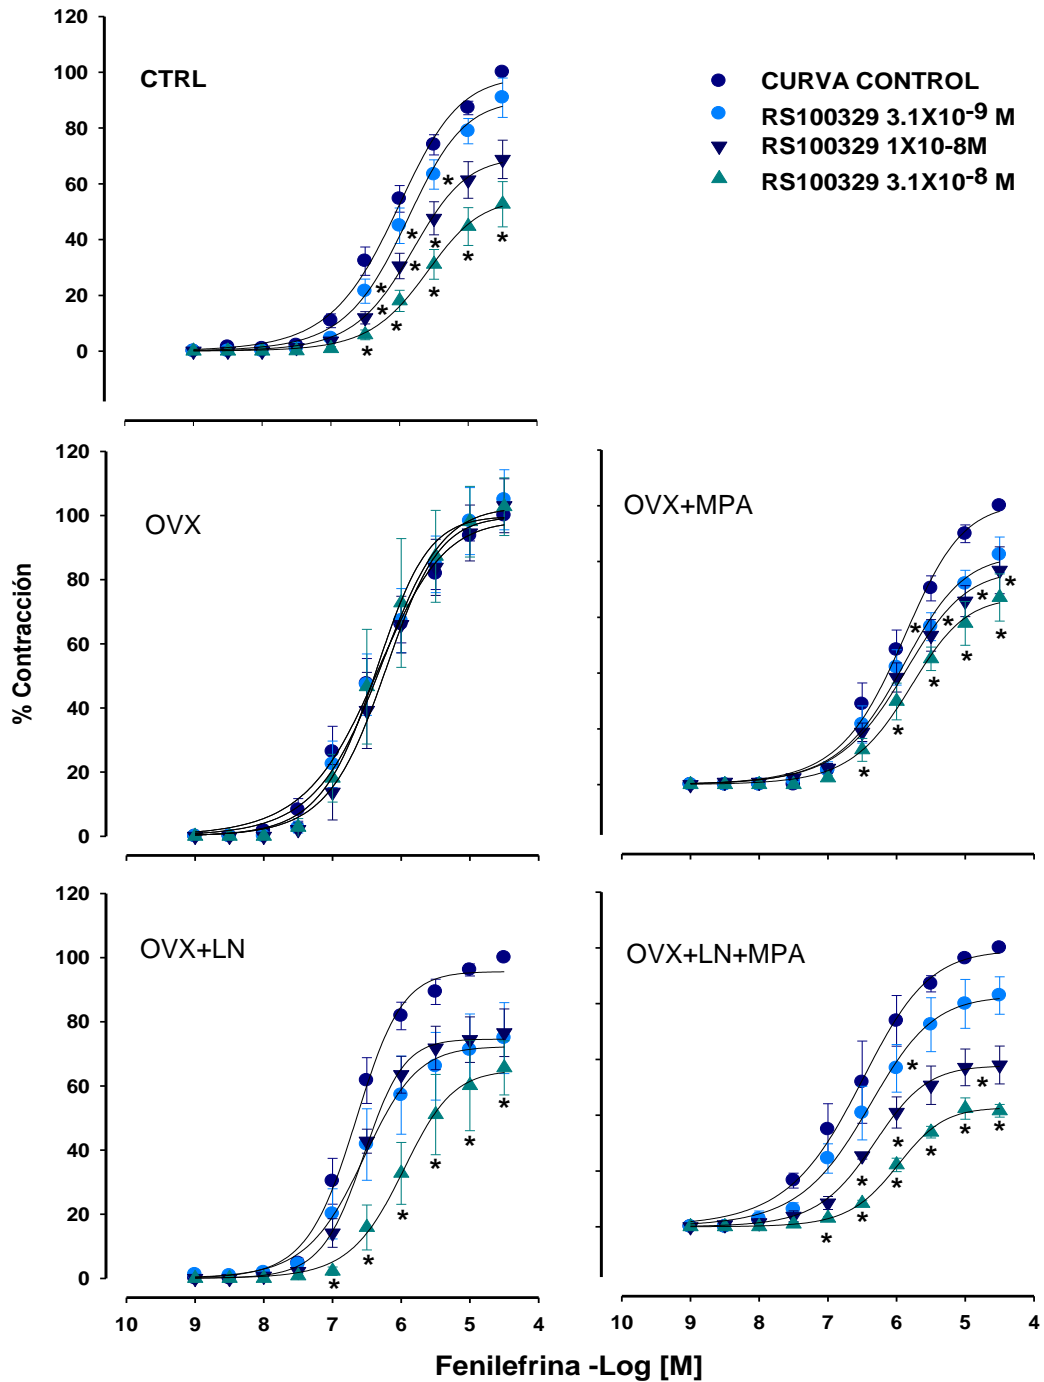 120
100
80
60
40
20
0
CTRL
CURVA CONTROL
RS100329 3.1X10-9 M
RS100329 1X10-8M
RS100329 3.1X10-8 M
* * * * * * * * * * * * *
% Contracción
120
100
80
60
40
20
0
OVX
OVX+MPA
* * * * * * * * *
120
100
80
60
40
20
0
OVX+LN
* * * * * *
OVX+LN+MPA
* * * * * * * *
10 9 8 7 6 5 4
10 9 8 7 6 5 4
Fenilefrina -Log [M]